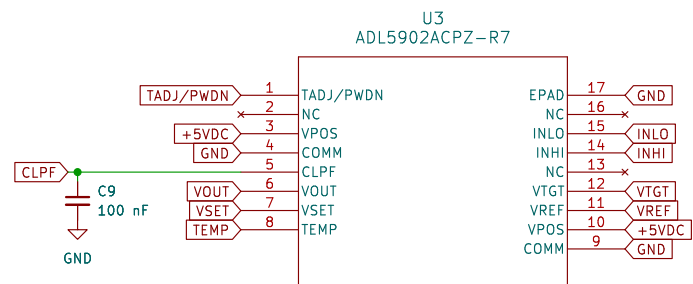 U3
ADL5902ACPZ-R7
TADJ/PWDN 1 TADJ/PWDN EPAD 17 GND
2 NC NC 16
+5VDC 3 VPOS INLO 15 INLO
GND 4 COMM INHI 14 INHI
CLPF 5 CLPF NC 13
VOUT 6 VOUT VTGT 12 VTGT
VSET 7 VSET VREF 11 VREF
TEMP 8 TEMP VPOS 10 +5VDC
COMM 9 GND
C9
100 nF
GND